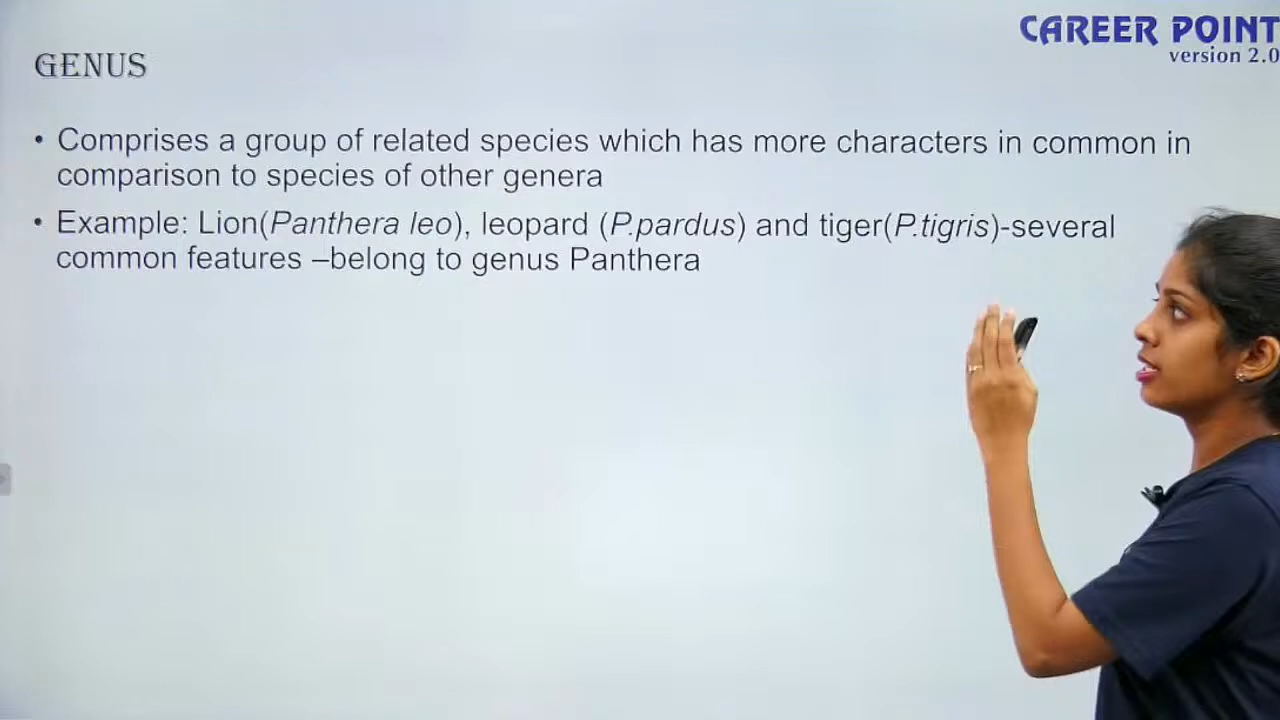 CAREER POINT
version 2.0
GENUS
• Comprises a group of related species which has more characters in common in
comparison to species of other genera
• Example: Lion(Panthera leo), leopard (P.pardus) and tiger(P.tigris)-several
common features –belong to genus Panthera